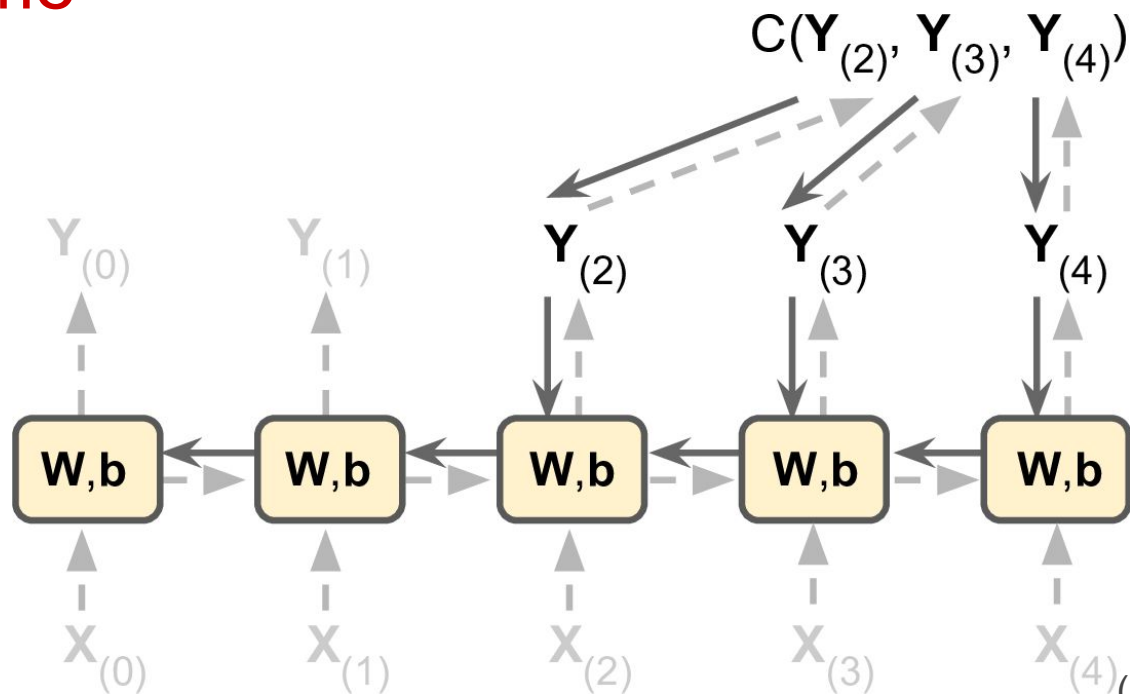 C(Y(2), Y(3), Y(4))
Y(0) Y(1) Y(2) Y(3) Y(4)
W,b W,b W,b W,b W,b
X(0) X(1) X(2) X(3) X(4)